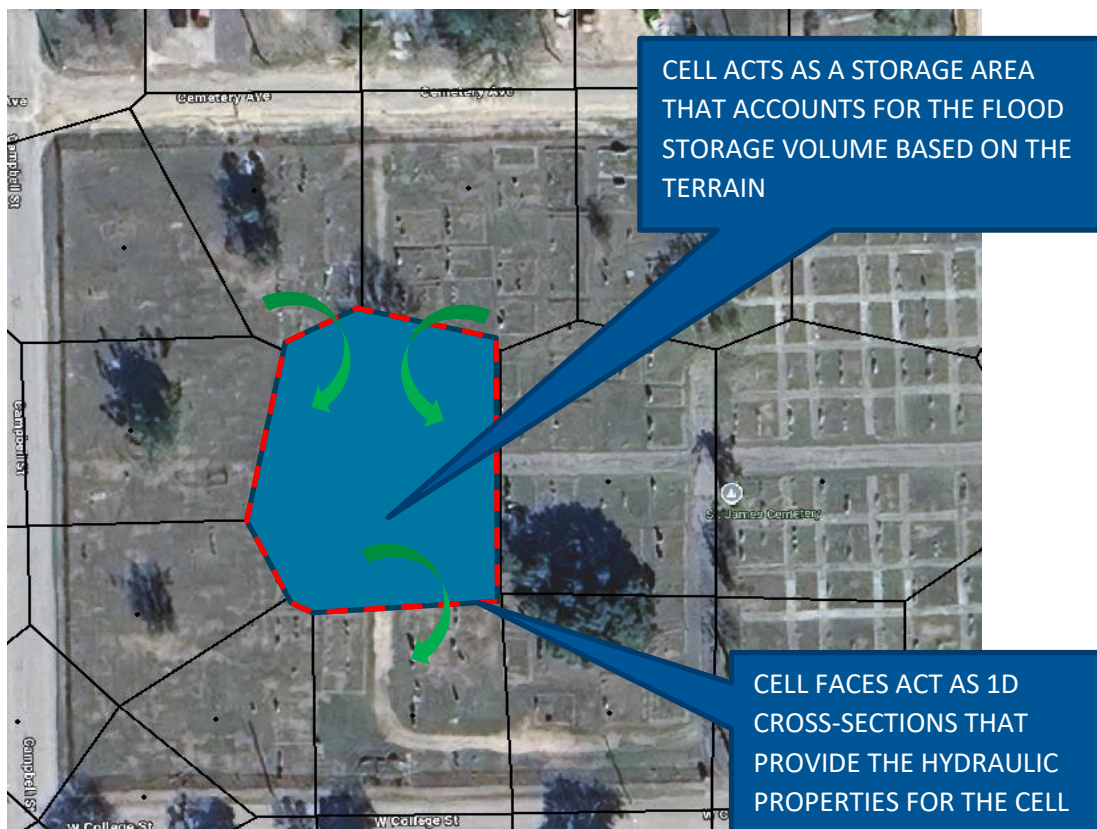 Cemetery Ave
Cemetery Ave
Ave
Campbell St
CELL ACTS AS A STORAGE AREA
THAT ACCOUNTS FOR THE FLOOD
STORAGE VOLUME BASED ON THE
TERRAIN
Campbell St
St. James Cemetery
CELL FACES ACT AS 1D
CROSS-SECTIONS THAT
PROVIDE THE HYDRAULIC
PROPERTIES FOR THE CELL
Campbell St
W College St
W College St
W C